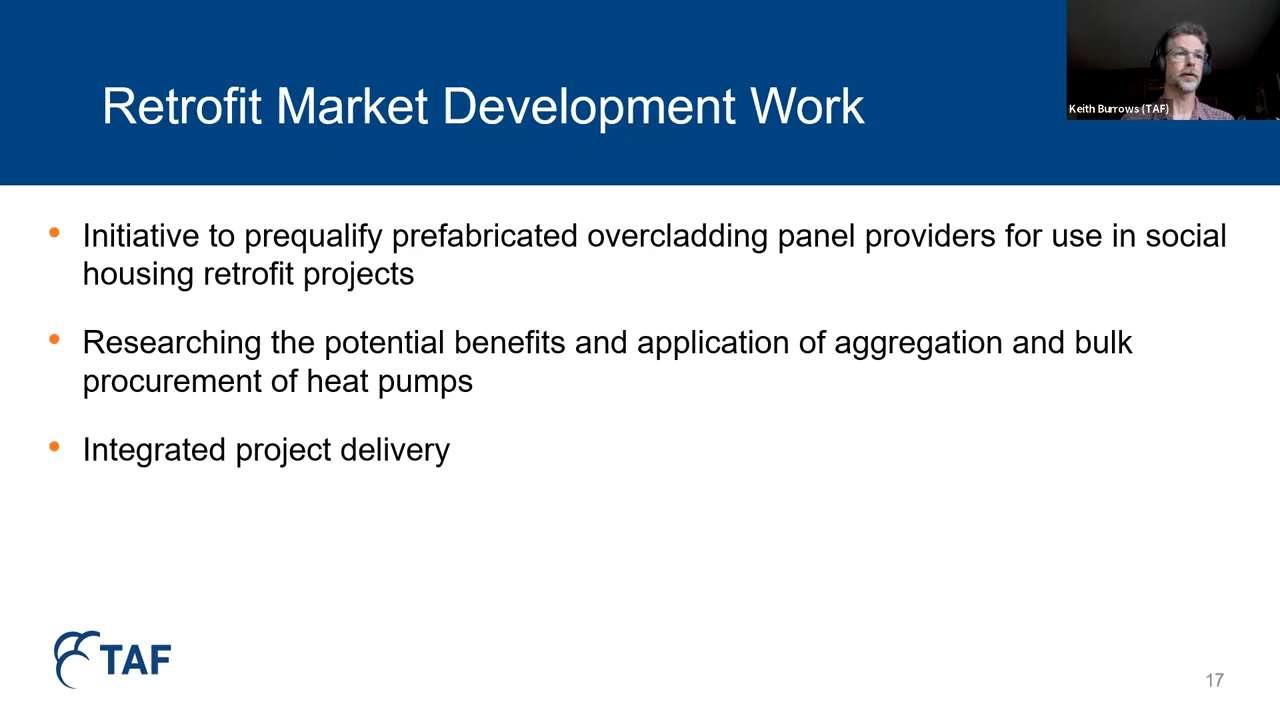 Retrofit Market Development Work
Keith Burrows (TAF)
• Initiative to prequalify prefabricated overcladding panel providers for use in social
housing retrofit projects
• Researching the potential benefits and application of aggregation and bulk
procurement of heat pumps
• Integrated project delivery
TAF
17